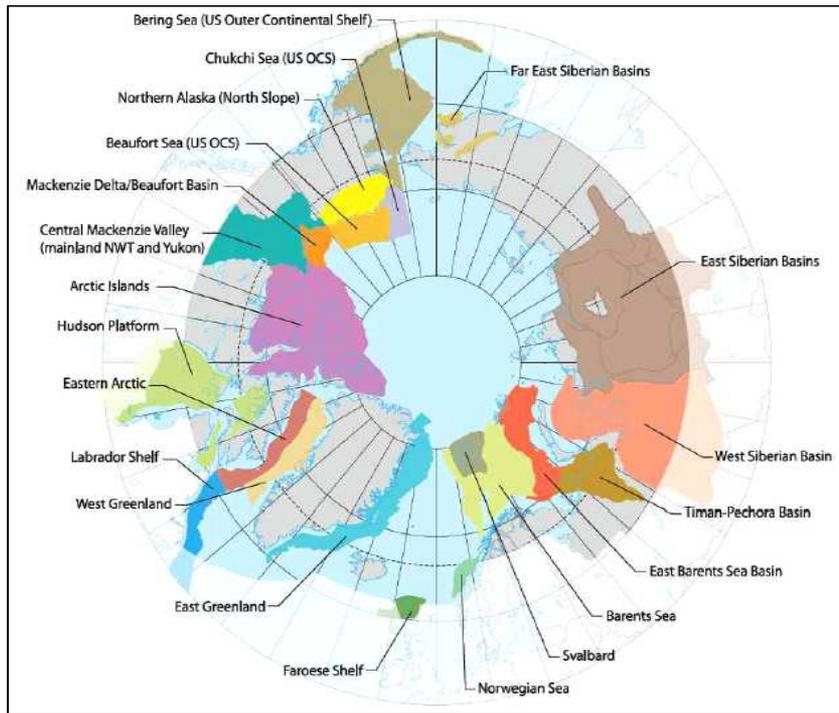 Bering Sea (US Outer Continental Shelf)
Chukchi Sea (US OCS)
Far East Siberian Basins
Northern Alaska (North Slope)
Beaufort Sea (US OCS)
Mackenzie Delta/Beaufort Basin
Central Mackenzie Valley
(mainland NWT and Yukon)
East Siberian Basins
Arctic Islands
Hudson Platform
Eastern Arctic
Labrador Shelf
West Siberian Basin
West Greenland
Timan-Pechora Basin
East Barents Sea Basin
East Greenland
Barents Sea
Svalbard
Faroese Shelf
Norwegian Sea